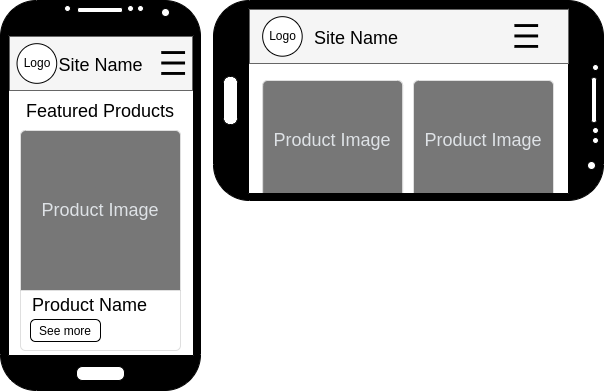 Logo Site Name
Featured Products
Product Image
Product Name
See more
Logo Site Name
Product Image Product Image